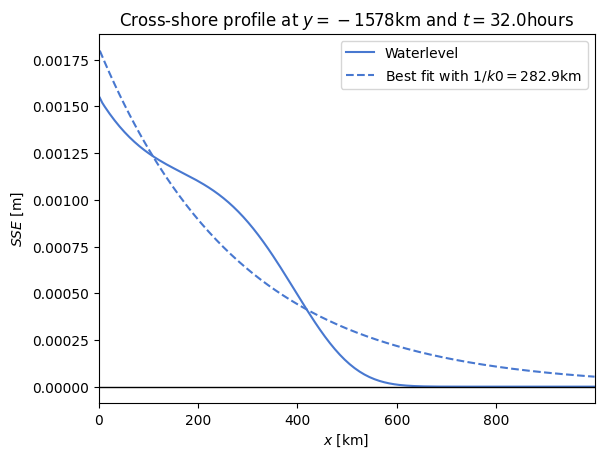 Cross-shore profile at y = −1578km and t = 32.0hours
Waterlevel
Best fit with 1/k0 = 282.9km
0.00175
0.00150
0.00125
0.00100
0.00075
0.00050
0.00025
0.00000
SSE [m]
0 200 400 600 800
x [km]